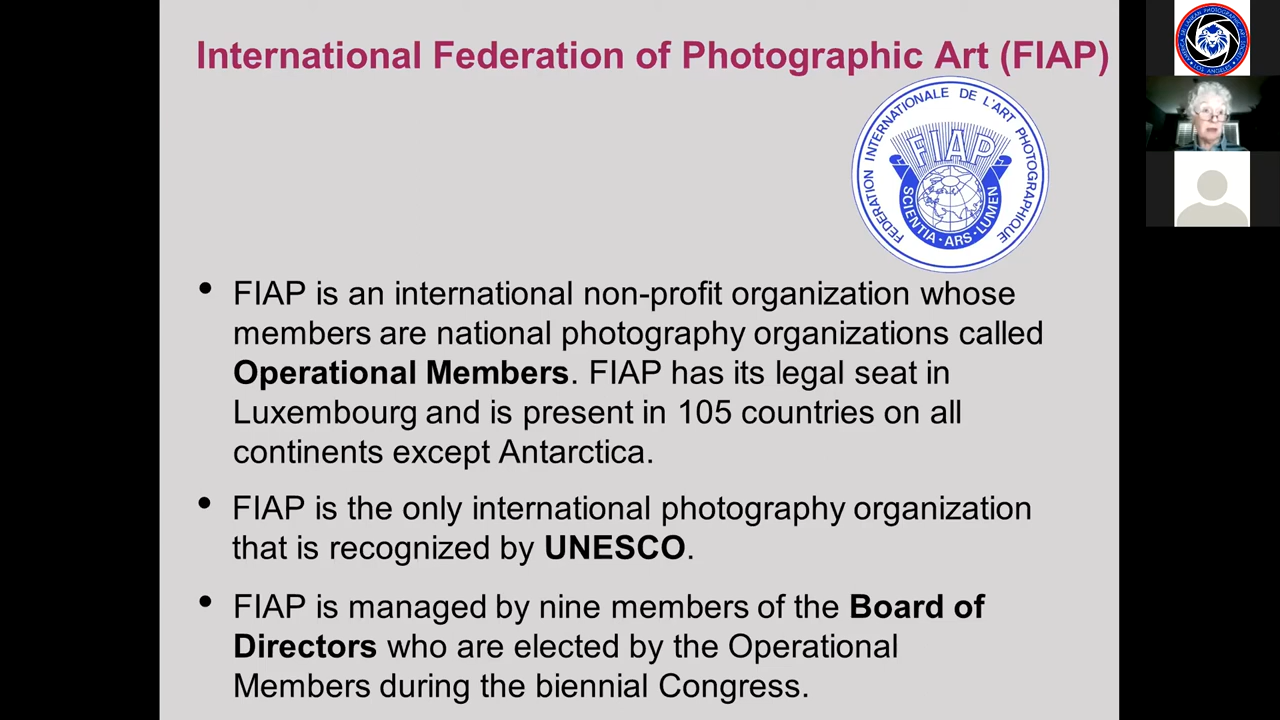 International Federation of Photographic Art (FIAP)
FEDERATION INTERNATIONALE DE L'ART PHOTOGRAPHIQUE
FIAP
SCIENTIA · ARS · LUMEN
• FIAP is an international non-profit organization whose
members are national photography organizations called
Operational Members. FIAP has its legal seat in
Luxembourg and is present in 105 countries on all
continents except Antarctica.
• FIAP is the only international photography organization
that is recognized by UNESCO.
• FIAP is managed by nine members of the Board of
Directors who are elected by the Operational
Members during the biennial Congress.
LOS ANGELES